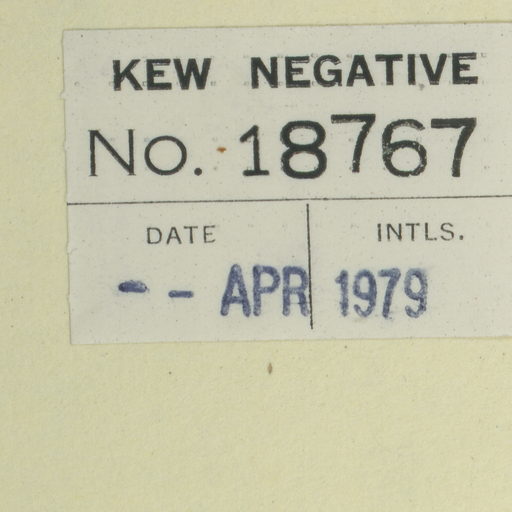 KEW NEGATIVE
No. 18767
DATE INTLS.
- - APR 1979